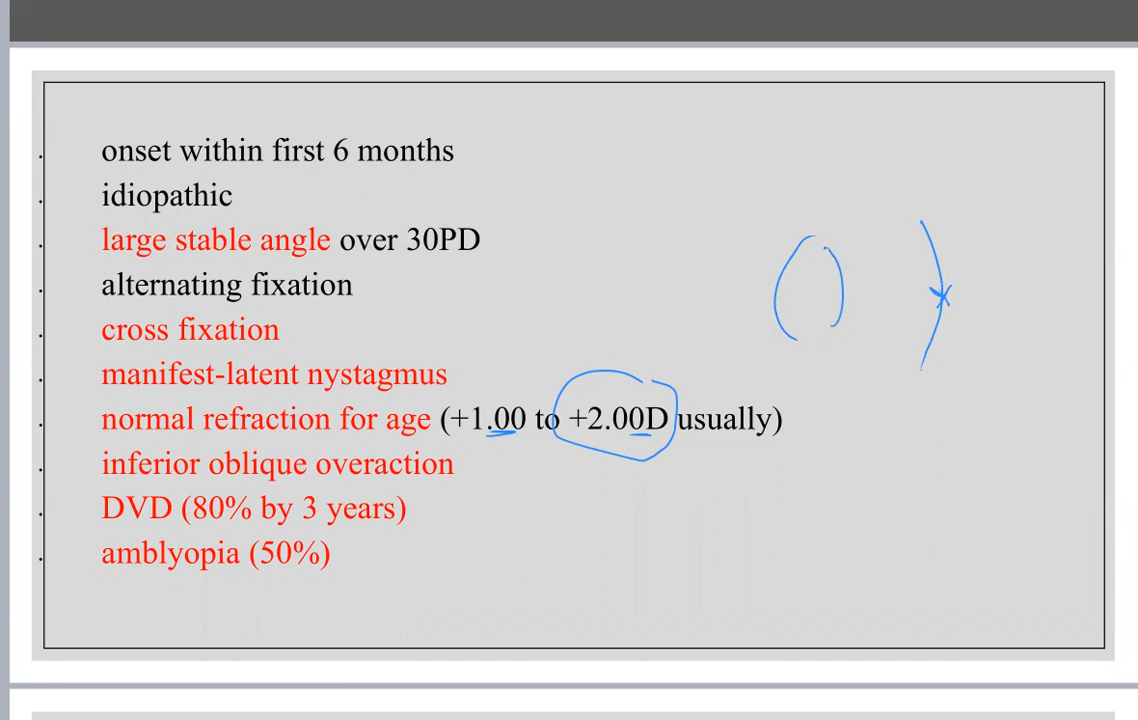 onset within first 6 months
idiopathic
large stable angle over 30PD
alternating fixation
cross fixation
manifest-latent nystagmus
normal refraction for age (+1.00 to +2.00D usually)
inferior oblique overaction
DVD (80% by 3 years)
amblyopia (50%)